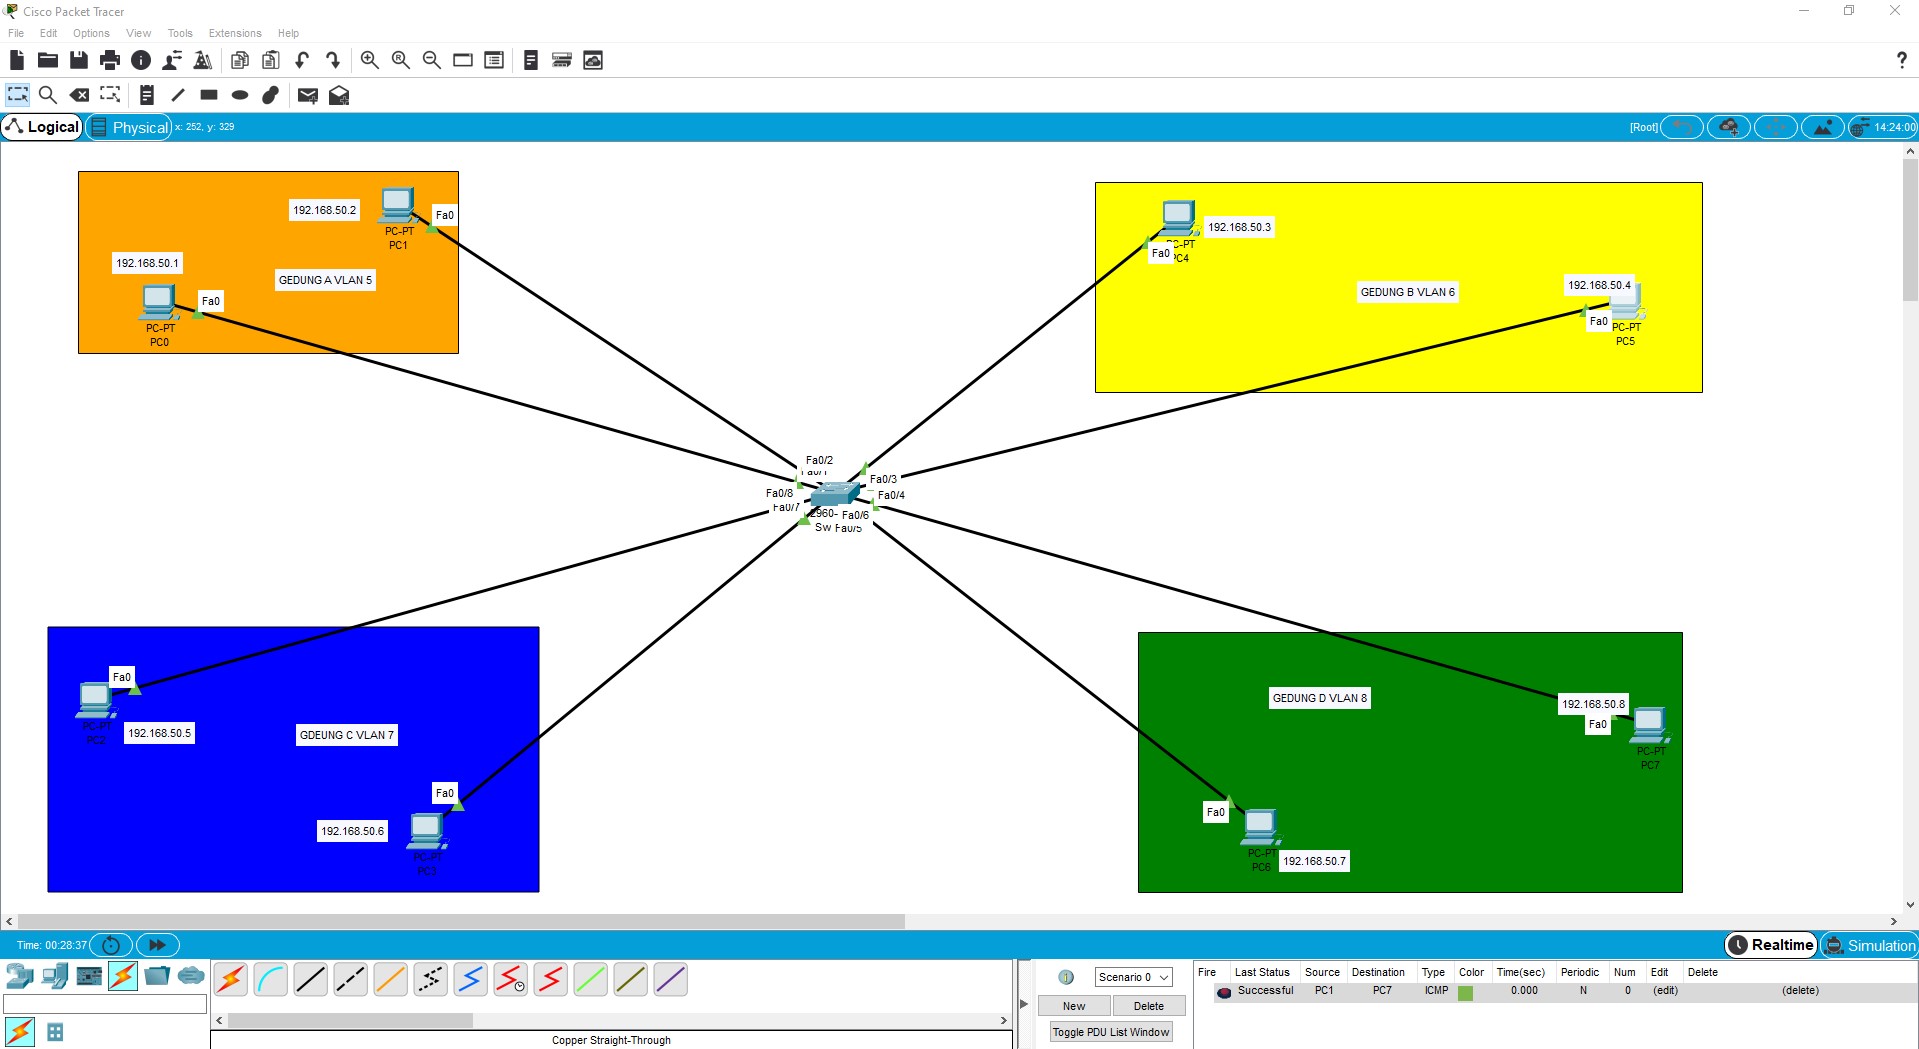 Cisco Packet Tracer
File Edit Options View Tools Extensions Help
Logical Physical x: 252, y: 329 [Root] 14:24:00
192.168.50.2
Fa0
PC-PT
PC1
192.168.50.1
GEDUNG A VLAN 5
Fa0
PC-PT
PC0
192.168.50.3
Fa0
PC4
GEDUNG B VLAN 6
192.168.50.4
Fa0
PC-PT
PC5
Fa0/2
Fa0/1
Fa0/3
Fa0/8
Fa0/4
Fa0/7
2960-
Fa0/6
Sw
Fa0/5
Fa0
PC-PT
PC2
192.168.50.5
GDEUNG C VLAN 7
Fa0
192.168.50.6
PC-PT
PC3
GEDUNG D VLAN 8
192.168.50.8
Fa0
PC-PT
PC7
Fa0
PC-PT
PC6
192.168.50.7
Time: 00:28:37 Realtime Simulation
Scenario 0
New Delete
Toggle PDU List Window
Fire Last Status Source Destination Type Color Time(sec) Periodic Num Edit Delete
Successful PC1 PC7 ICMP 0.000 N 0 (edit) (delete)
Copper Straight-Through